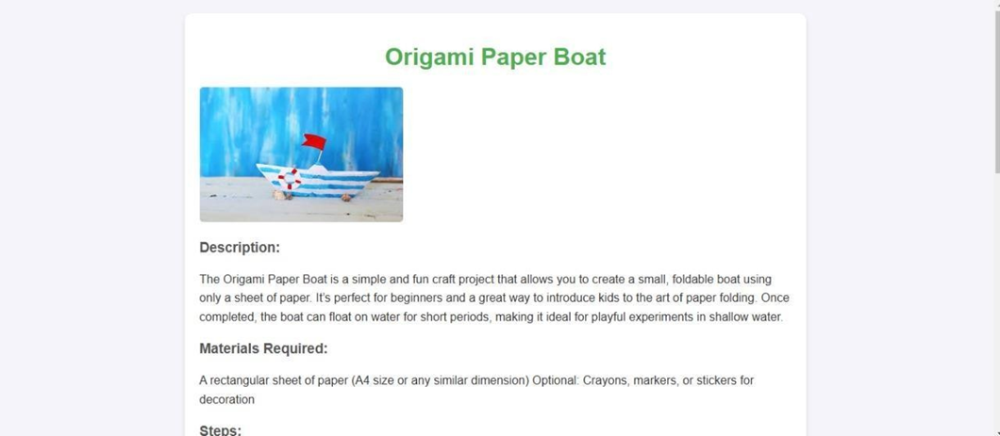 Origami Paper Boat
Description:
The Origami Paper Boat is a simple and fun craft project that allows you to create a small, foldable boat using
only a sheet of paper. It's perfect for beginners and a great way to introduce kids to the art of paper folding. Once
completed, the boat can float on water for short periods, making it ideal for playful experiments in shallow water.
Materials Required:
A rectangular sheet of paper (A4 size or any similar dimension) Optional: Crayons, markers, or stickers for
decoration
Steps: